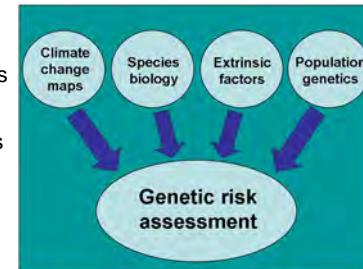 Climate
change
maps
Species
biology
Extrinsic
factors
Population
genetics
Genetic risk
assessment